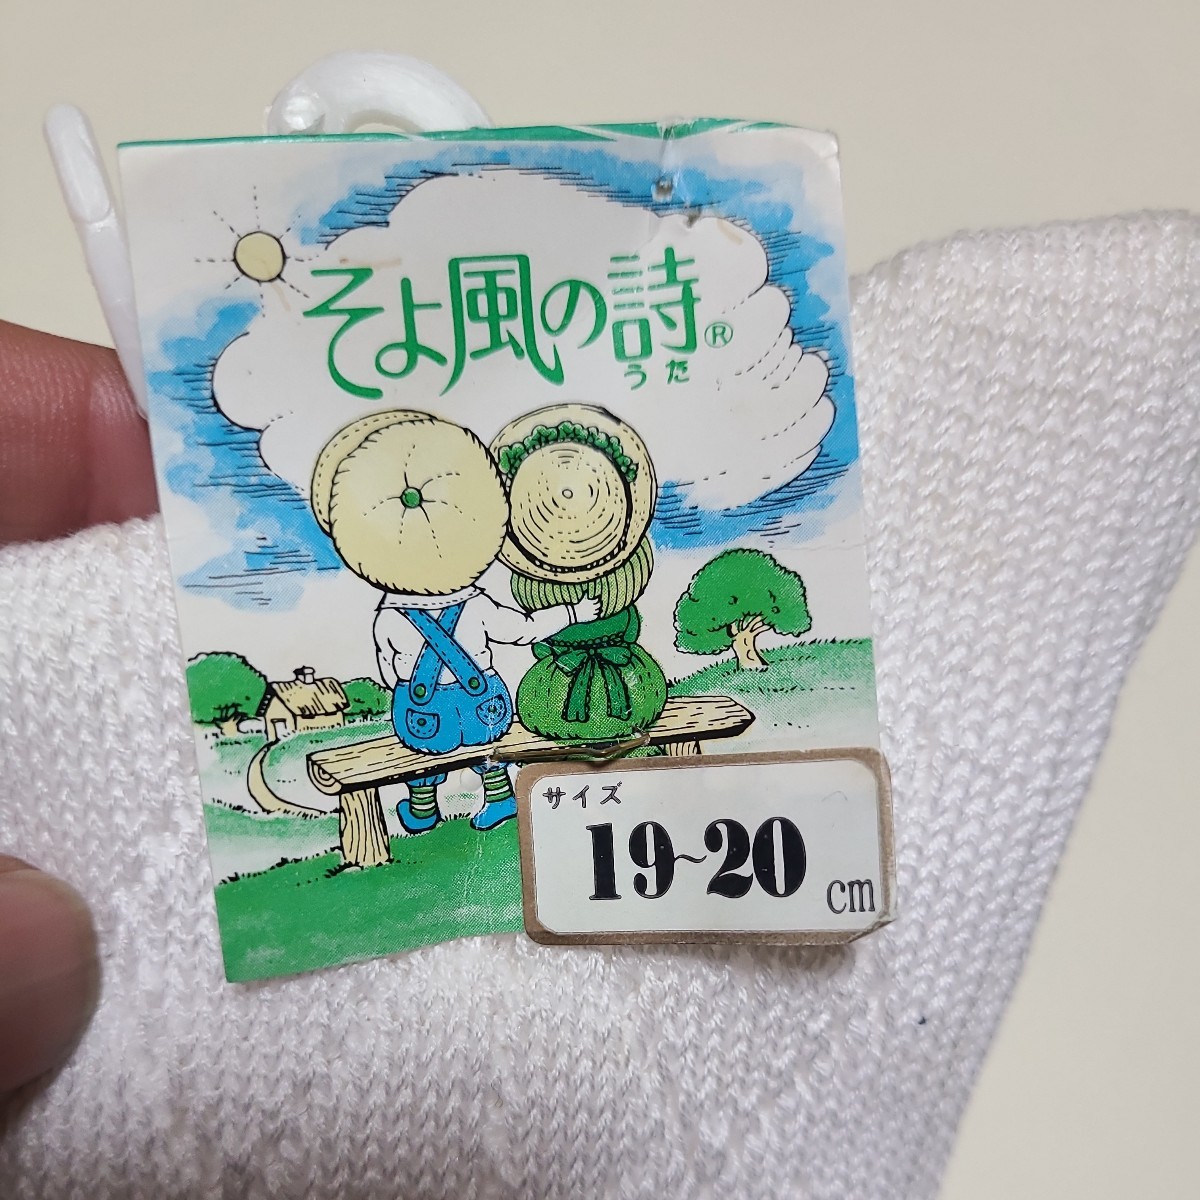 そよ風の詩®
うた
サイズ
19~20 cm